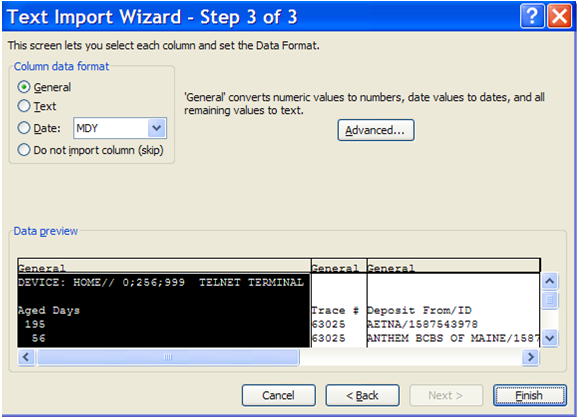 Text Import Wizard - Step 3 of 3
This screen lets you select each column and set the Data Format.
Column data format
General
Text
Date: MDY
Do not import column (skip)
'General' converts numeric values to numbers, date values to dates, and all
remaining values to text.
Advanced...
Data preview
General General General
DEVICE: HOME// 0;256;999 TELNET TERMINAL
Aged Days Trace # Deposit From/ID
195 63025 AETNA/1587543978
56 63025 ANTHEM BCBS OF MAINE/1587
Cancel < Back Next > Finish